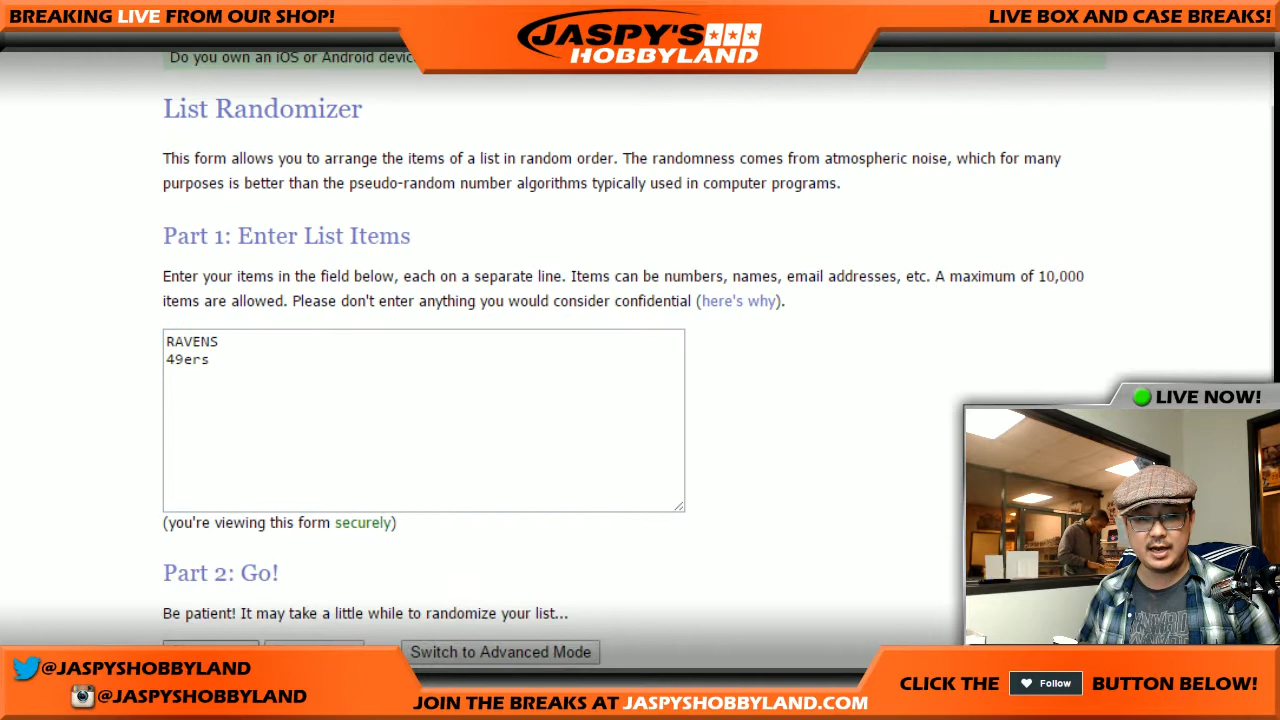 BREAKING LIVE FROM OUR SHOP!
JASPY'S
HOBBYLAND
LIVE BOX AND CASE BREAKS!
Do you own an iOS or Android
List Randomizer
This form allows you to arrange the items of a list in random order. The randomness comes from atmospheric noise, which for many
purposes is better than the pseudo-random number algorithms typically used in computer programs.
Part 1: Enter List Items
Enter your items in the field below, each on a separate line. Items can be numbers, names, email addresses, etc. A maximum of 10,000
items are allowed. Please don't enter anything you would consider confidential (here's why).
RAVENS
49ers
(you're viewing this form securely)
LIVE NOW!
Part 2: Go!
Be patient! It may take a little while to randomize your list...
Switch to Advanced Mode
@JASPYSHOBBYLAND
@JASPYSHOBBYLAND
JOIN THE BREAKS AT JASPYSHOBBYLAND.COM
CLICK THE Follow BUTTON BELOW!